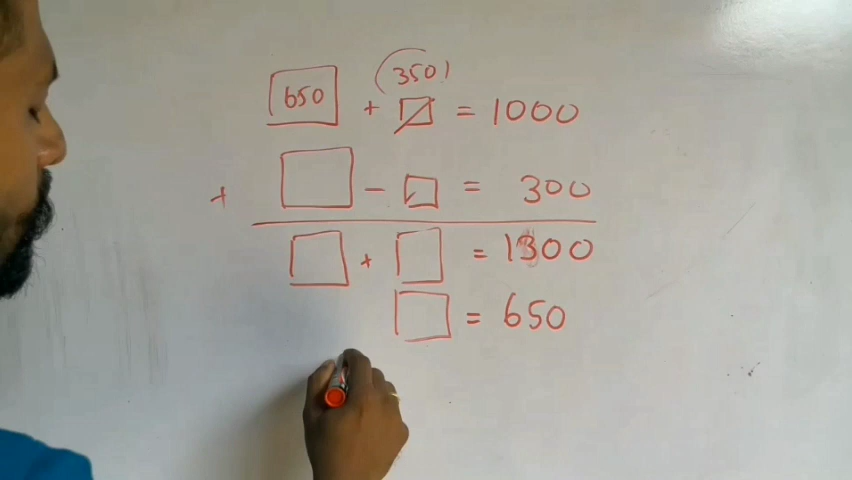 (350)
650 + □ = 1000
+ □ - □ = 300
□ + □ = 1300
□ = 650